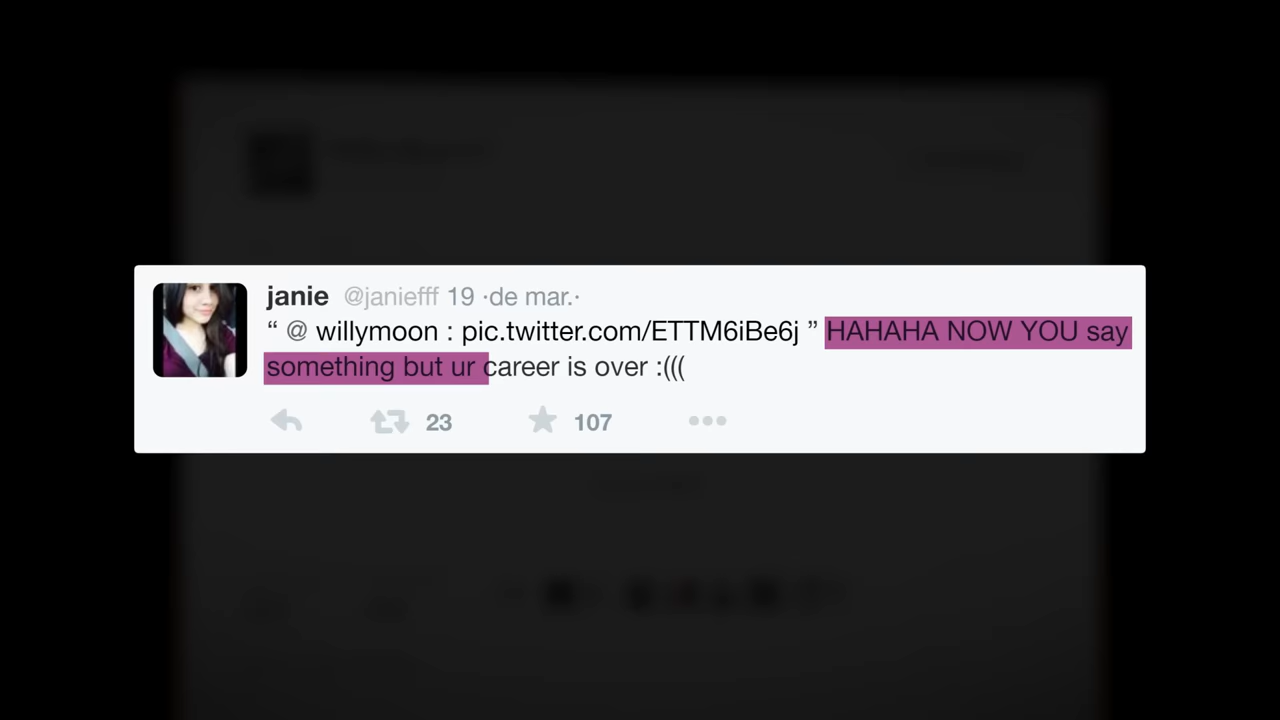 janie @janiefff 19 ·de mar.·
“ @ willymoon : pic.twitter.com/ETTM6iBe6j ” HAHAHA NOW YOU say
something but ur career is over :(((
23 107